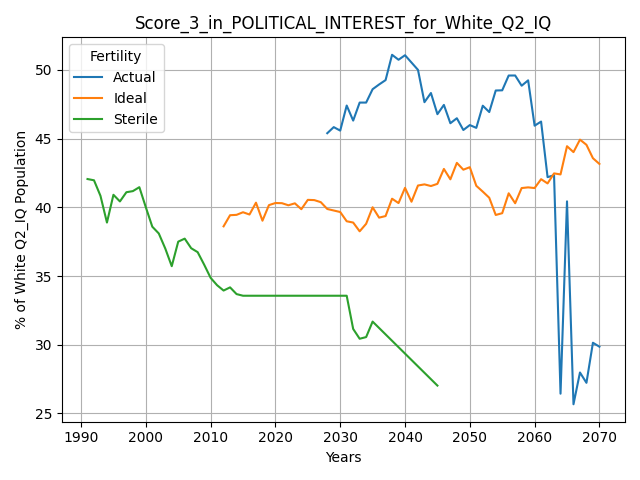 Score_3_in_POLITICAL_INTEREST_for_White_Q2_IQ
Fertility
Actual
Ideal
Sterile
% of White Q2_IQ Population
50
45
40
35
30
25
1990 2000 2010 2020 2030 2040 2050 2060 2070
Years